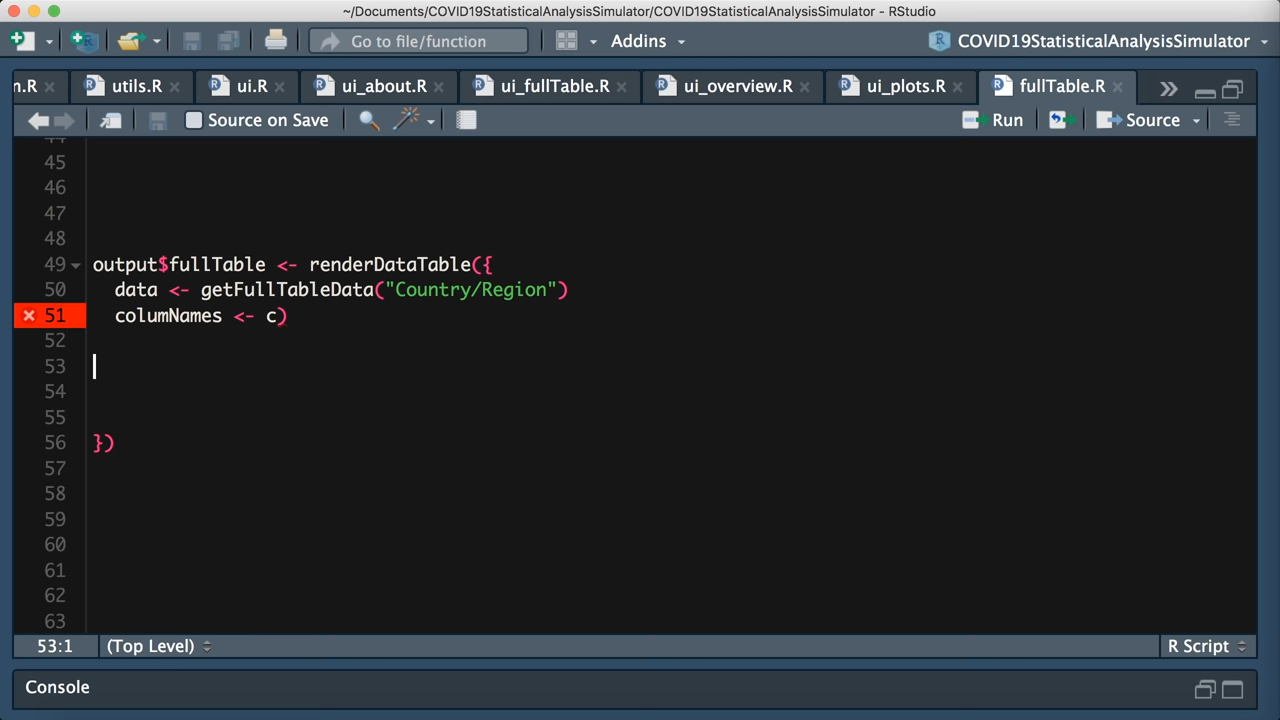 ~/Documents/COVID19StatisticalAnalysisSimulator/COVID19StatisticalAnalysisSimulator - RStudio
Go to file/function
Addins
COVID19StatisticalAnalysisSimulator
n.R
utils.R
ui.R
ui_about.R
ui_fullTable.R
ui_overview.R
ui_plots.R
fullTable.R
Source on Save
Run
Source
44
45
46
47
48
49 output$fullTable <- renderDataTable({
50 data <- getFullTableData("Country/Region")
51 columNames <- c)
52
53
54
55
56 })
57
58
59
60
61
62
63
53:1 (Top Level) R Script
Console